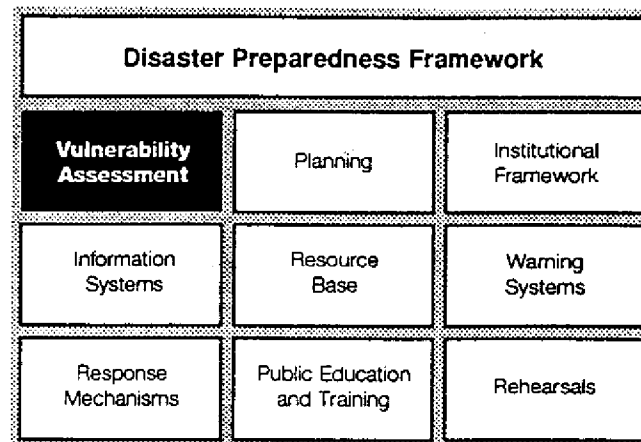 Disaster Preparedness Framework
Vulnerability
Assessment
Planning
Institutional
Framework
Information
Systems
Resource
Base
Warning
Systems
Response
Mechanisms
Public Education
and Training
Rehearsals